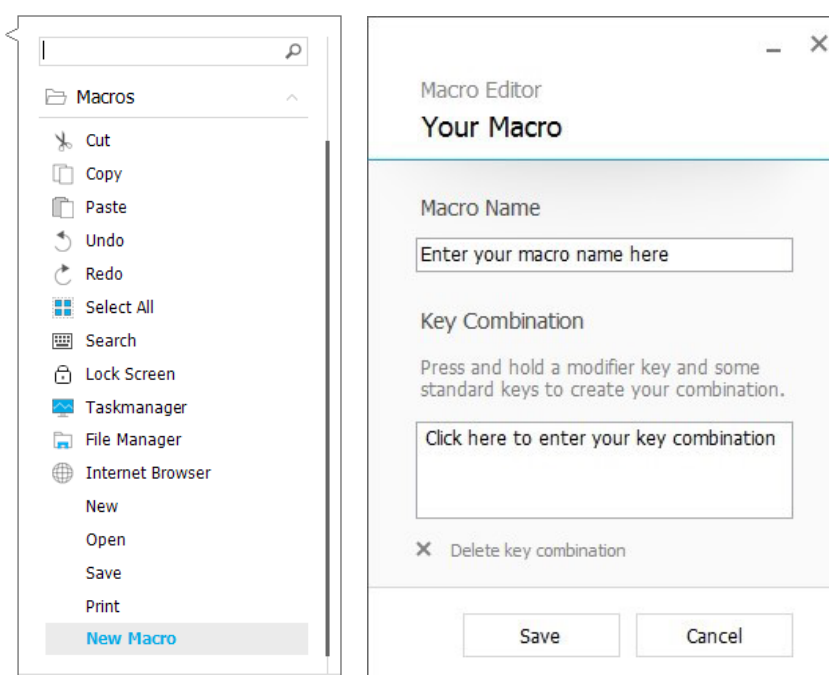 Macros
Cut
Copy
Paste
Undo
Redo
Select All
Search
Lock Screen
Taskmanager
File Manager
Internet Browser
New
Open
Save
Print
New Macro
Macro Editor
Your Macro
Macro Name
Enter your macro name here
Key Combination
Press and hold a modifier key and some
standard keys to create your combination.
Click here to enter your key combination
Delete key combination
Save
Cancel